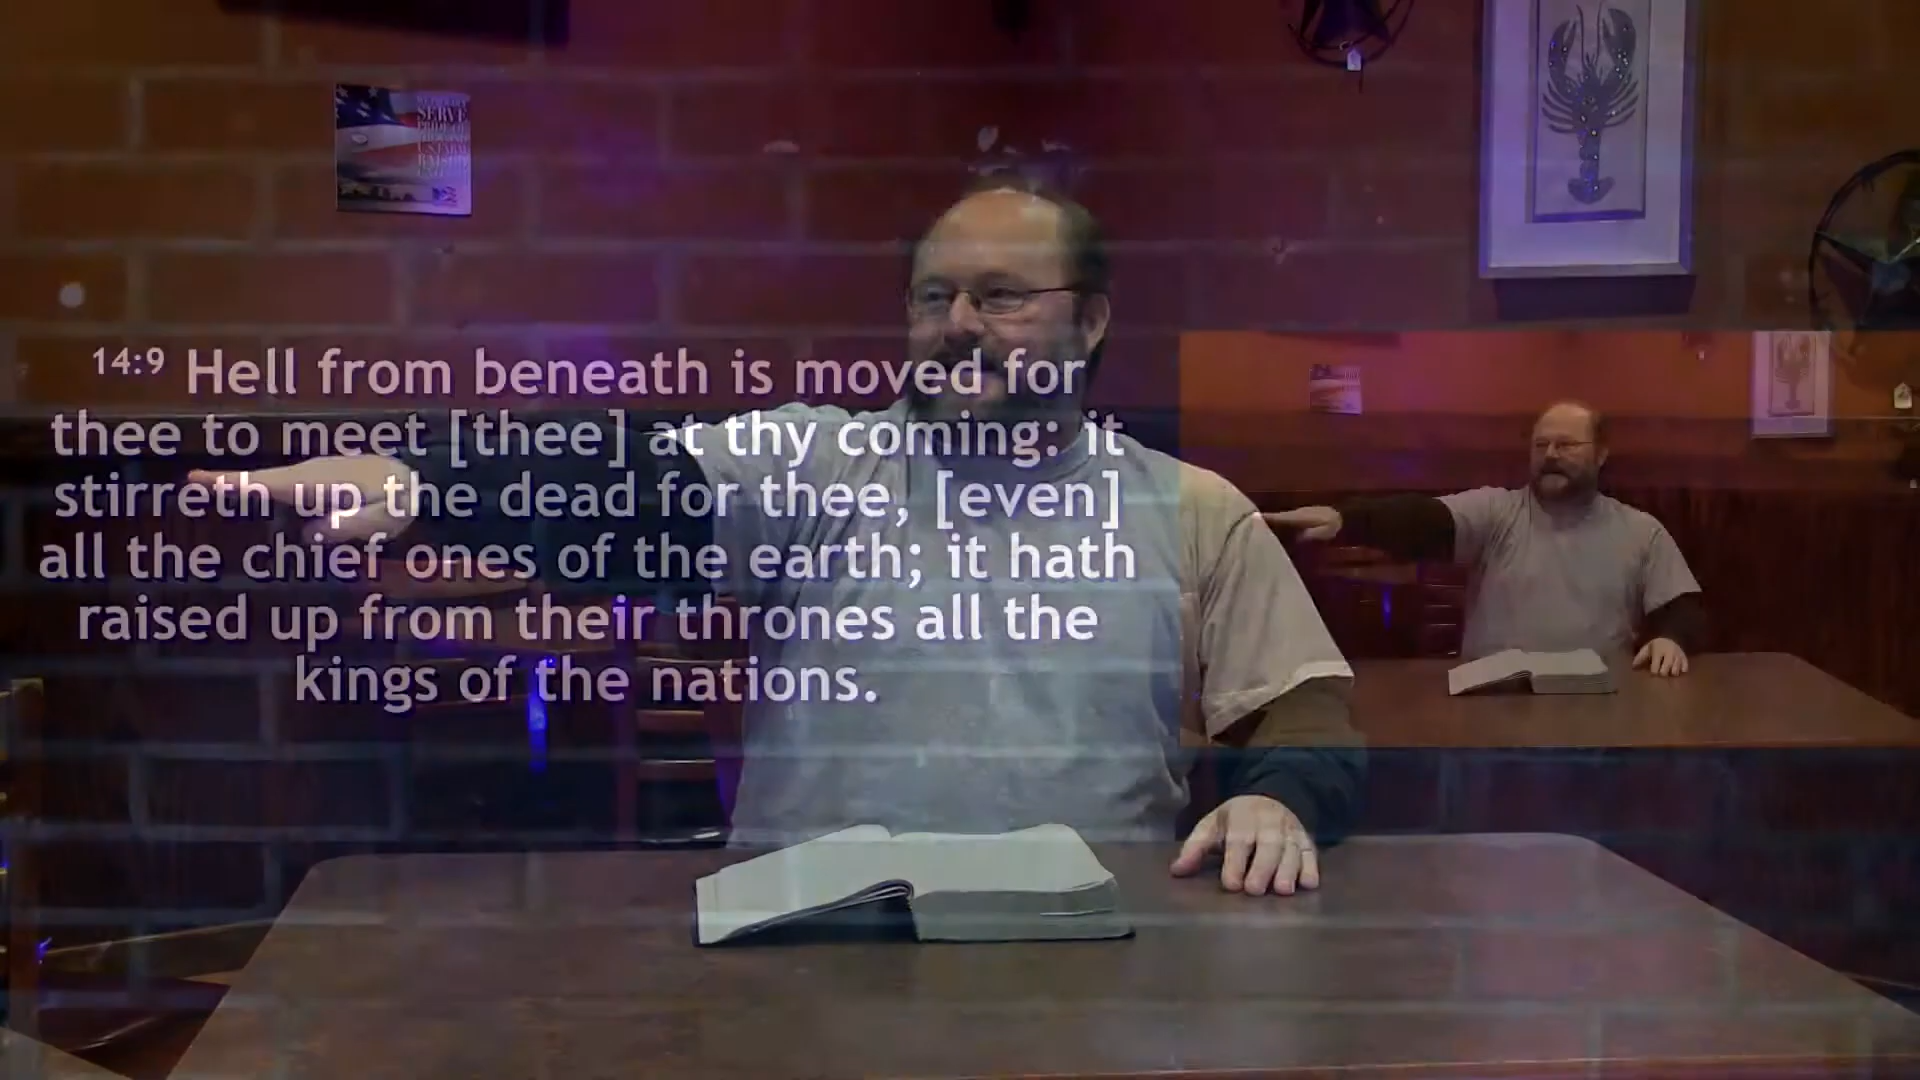 SERVE
14:9 Hell from beneath is moved for
thee to meet [thee] at thy coming: it
stirreth up the dead for thee, [even]
all the chief ones of the earth; it hath
raised up from their thrones all the
kings of the nations.